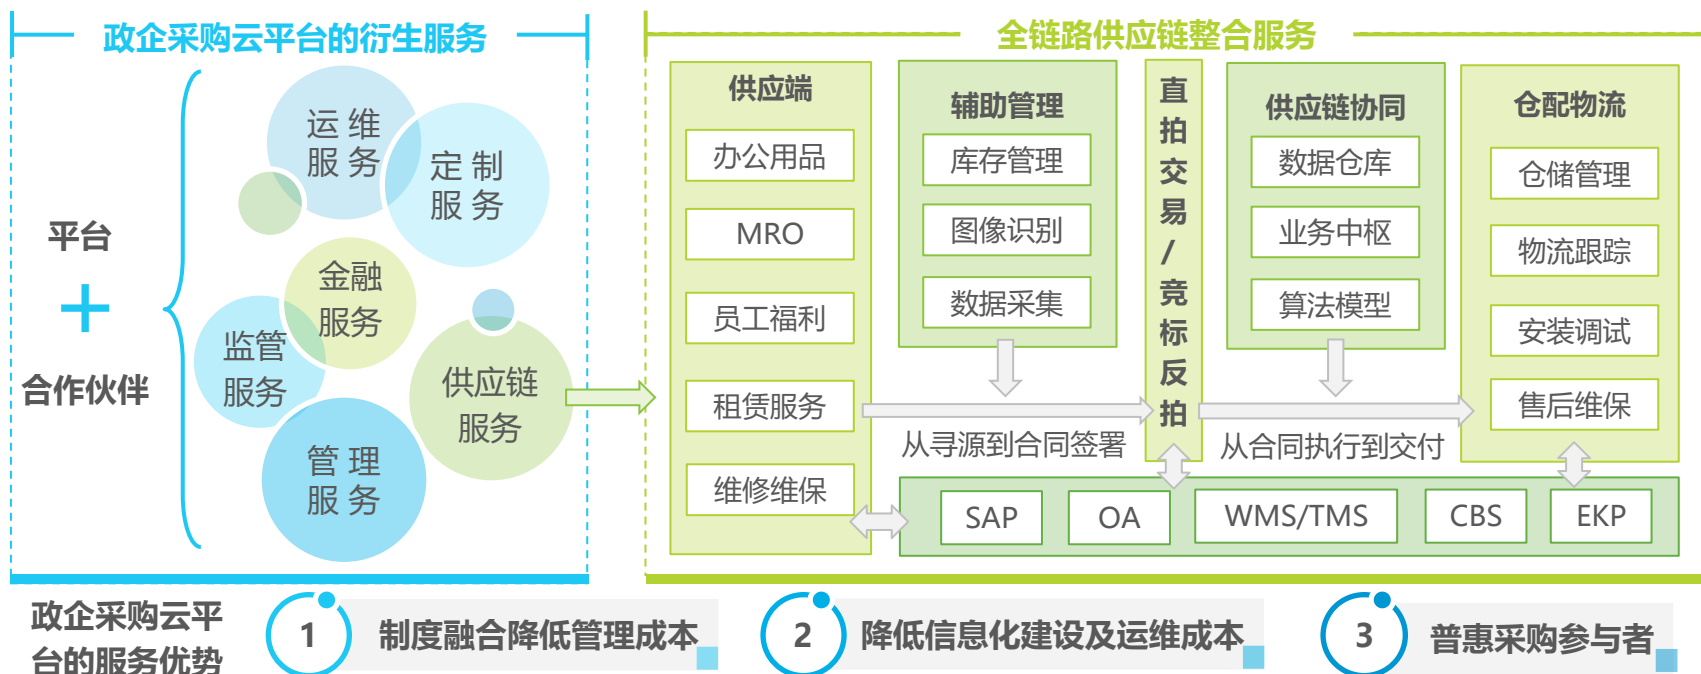 政企采购云平台的衍生服务
平台
+
合作伙伴
运 维
服 务
定 制
服 务
金融
服务
监管
服务
供应链
服务
管 理
服 务
全链路供应链整合服务
供应端
办公用品
MRO
员工福利
租赁服务
维修维保
辅助管理
库存管理
图像识别
数据采集
从寻源到合同签署
直
拍
交
易
/
竞
标
反
拍
供应链协同
数据仓库
业务中枢
算法模型
从合同执行到交付
仓配物流
仓储管理
物流跟踪
安装调试
售后维保
SAP
OA
WMS/TMS
CBS
EKP
政企采购云平
台的服务优势
1
制度融合降低管理成本
2
降低信息化建设及运维成本
3
普惠采购参与者